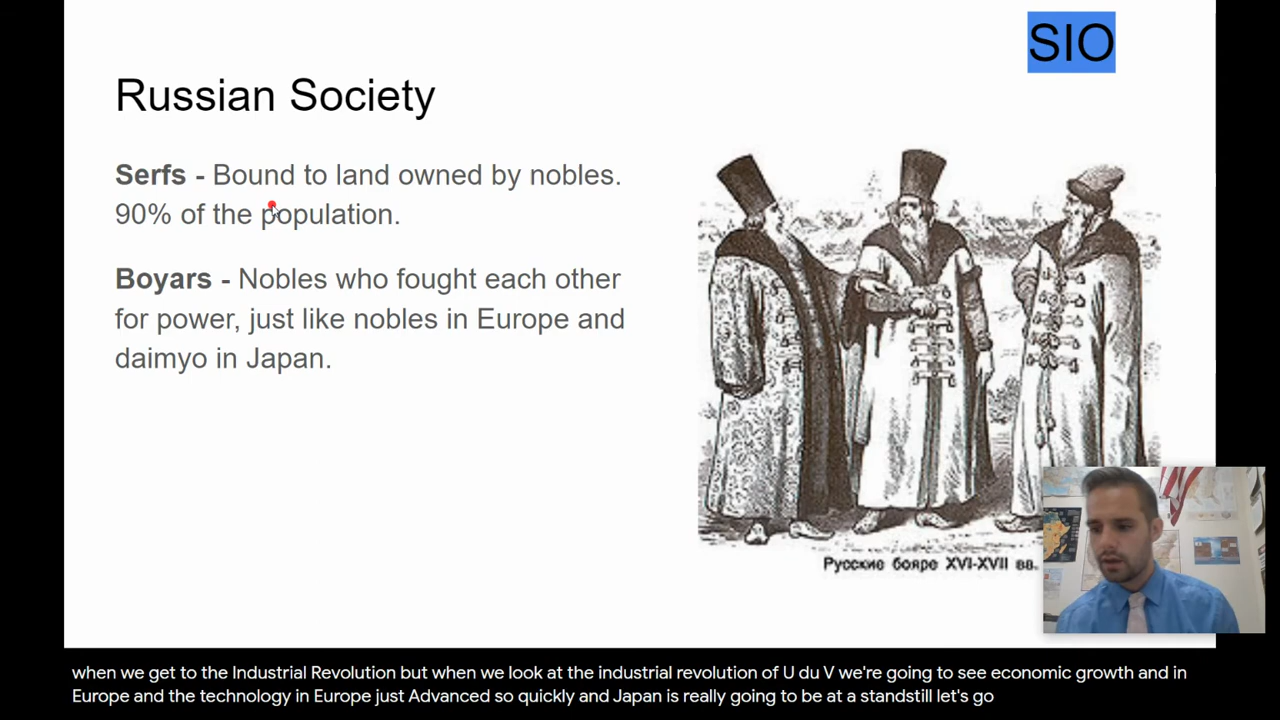 SIO
Russian Society
Serfs - Bound to land owned by nobles.
90% of the population.
Boyars - Nobles who fought each other
for power, just like nobles in Europe and
daimyo in Japan.
Русские бояре XVI-XVII вв.
when we get to the Industrial Revolution but when we look at the industrial revolution of U du V we're going to see economic growth and in
Europe and the technology in Europe just Advanced so quickly and Japan is really going to be at a standstill let's go